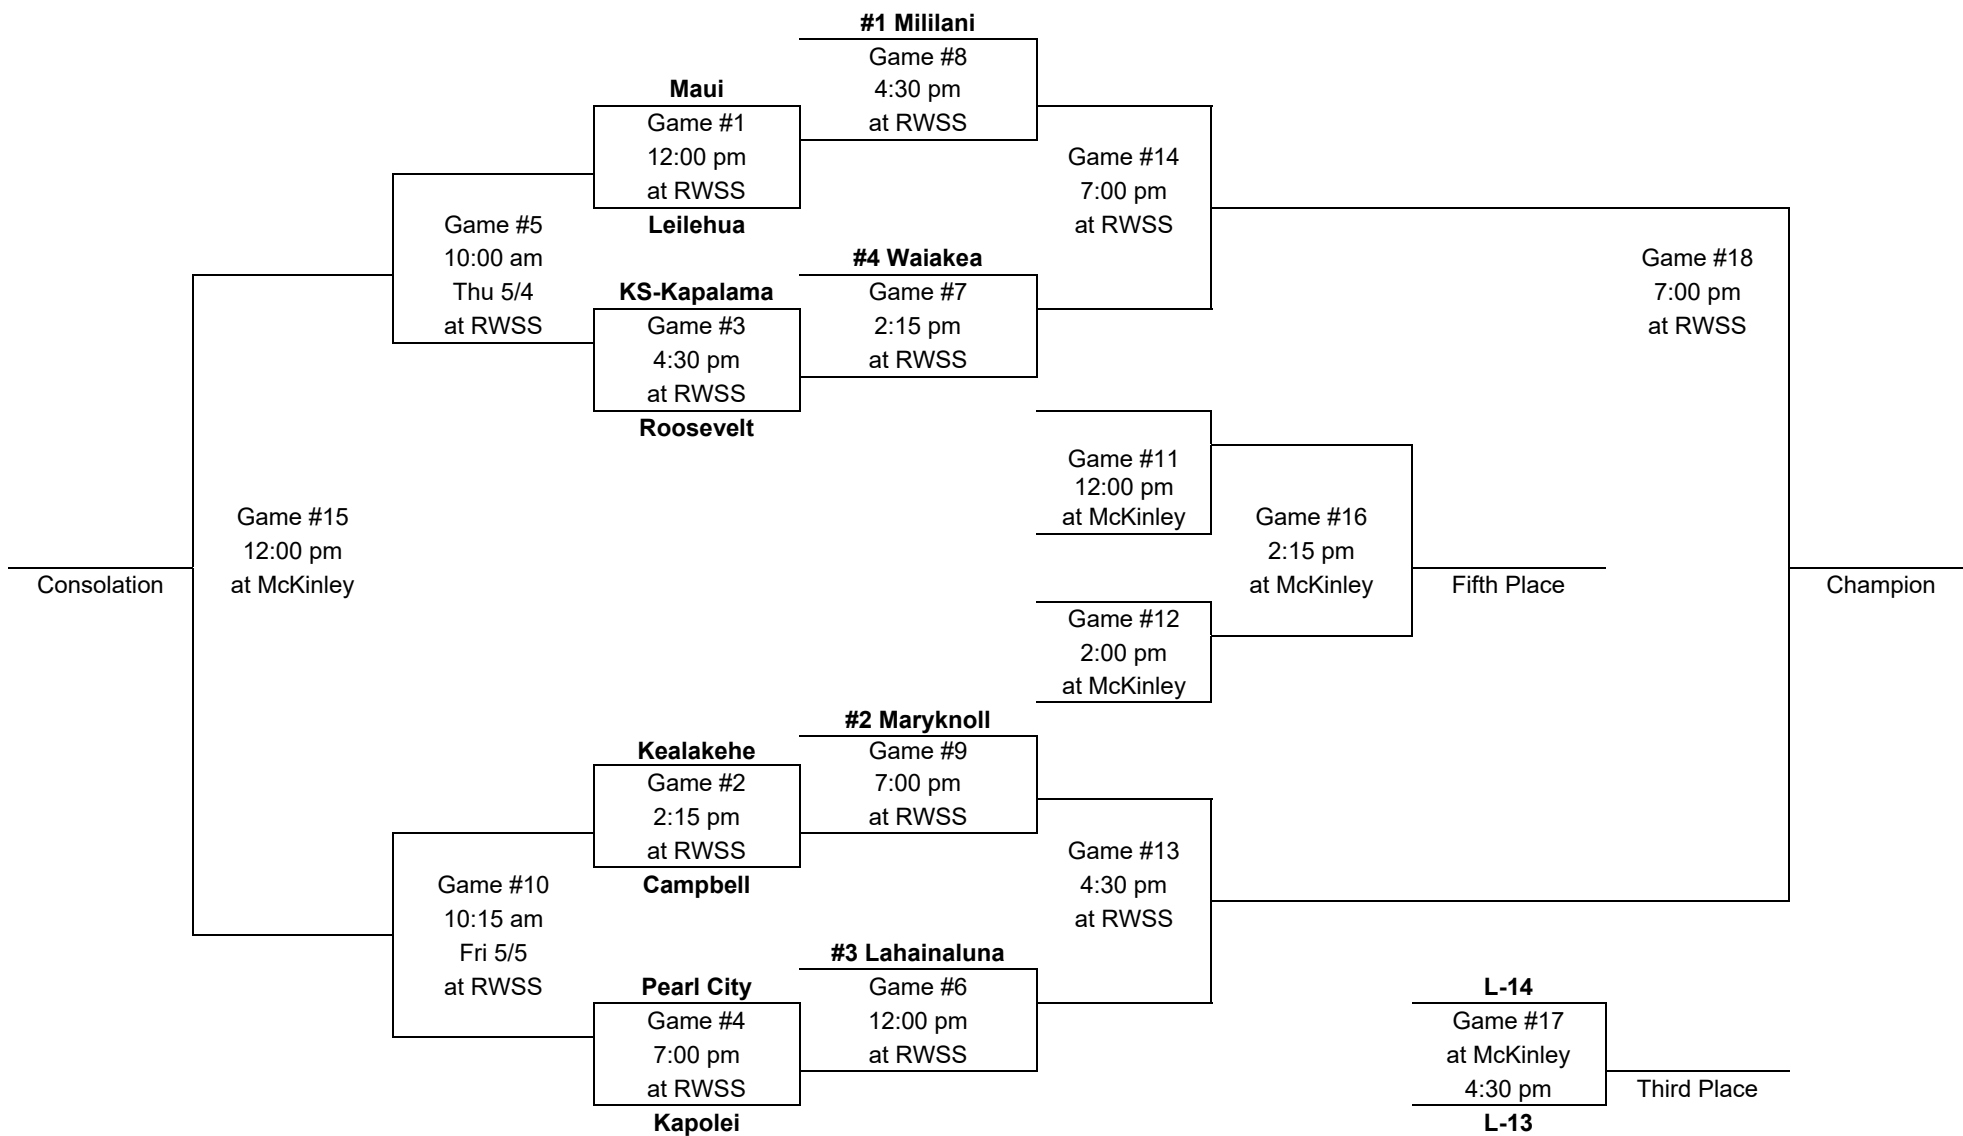 #1 Mililani
Game #8
4:30 pm
at RWSS
Maui
Game #1
12:00 pm
at RWSS
Leilehua
Game #14
7:00 pm
at RWSS
Game #5
10:00 am
Thu 5/4
at RWSS
#4 Waiakea
Game #7
2:15 pm
at RWSS
KS-Kapalama
Game #3
4:30 pm
at RWSS
Roosevelt
Game #18
7:00 pm
at RWSS
Game #11
12:00 pm
at McKinley
Game #15
12:00 pm
at McKinley
Consolation
Game #16
2:15 pm
at McKinley
Fifth Place
Champion
Game #12
2:00 pm
at McKinley
#2 Maryknoll
Game #9
7:00 pm
at RWSS
Kealakehe
Game #2
2:15 pm
at RWSS
Campbell
Game #13
4:30 pm
at RWSS
Game #10
10:15 am
Fri 5/5
at RWSS
#3 Lahainaluna
Game #6
12:00 pm
at RWSS
Pearl City
Game #4
7:00 pm
at RWSS
Kapolei
L-14
Game #17
at McKinley
4:30 pm
L-13
Third Place